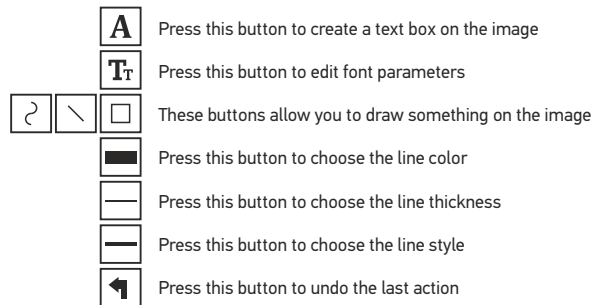 A Press this button to create a text box on the image
TT Press this button to edit font parameters
These buttons allow you to draw something on the image
Press this button to choose the line color
Press this button to choose the line thickness
Press this button to choose the line style
Press this button to undo the last action